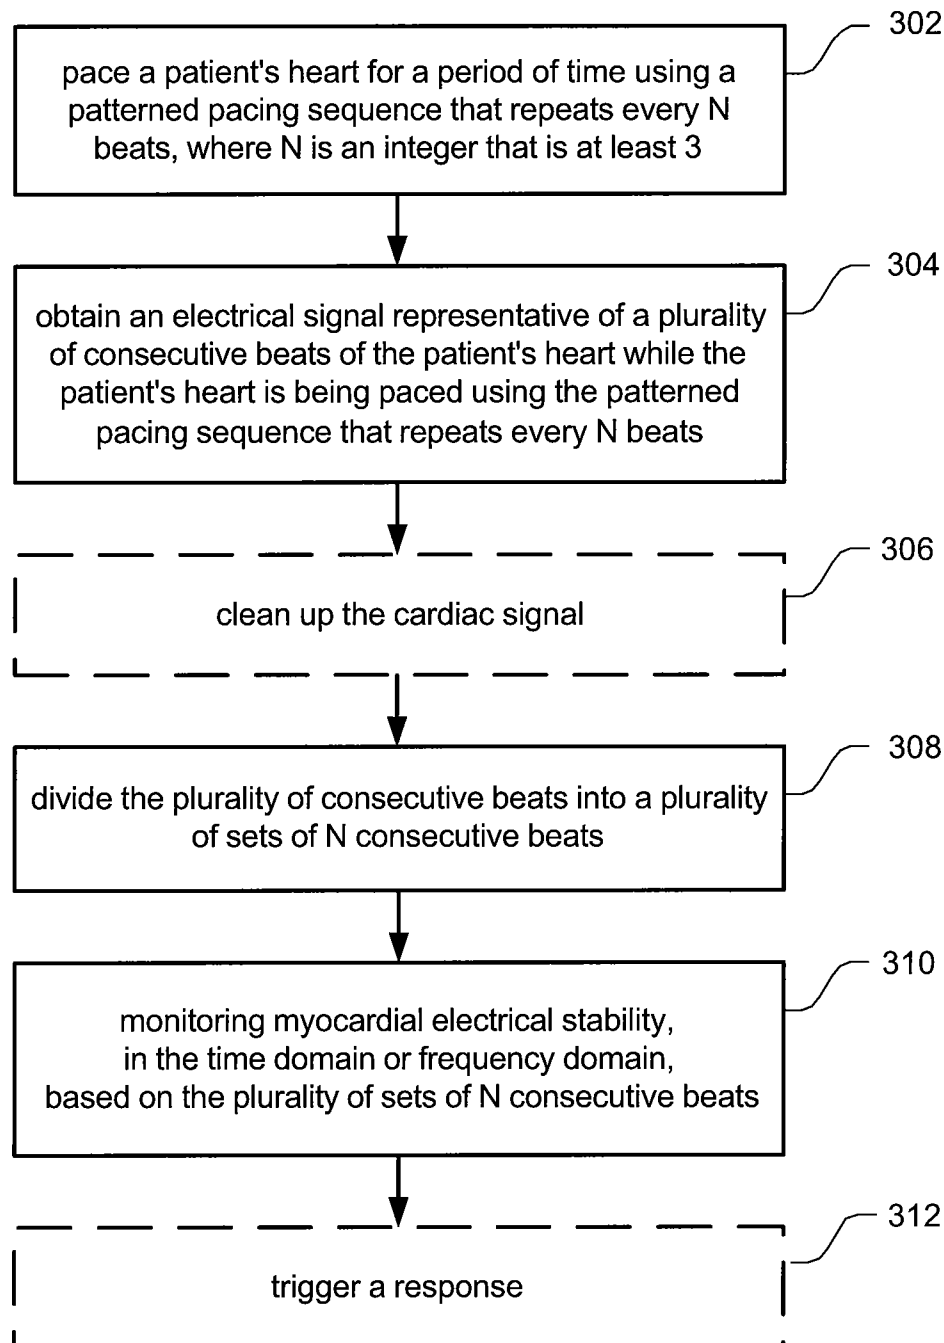 302
pace a patient's heart for a period of time using a
patterned pacing sequence that repeats every N
beats, where N is an integer that is at least 3
304
obtain an electrical signal representative of a plurality
of consecutive beats of the patient's heart while the
patient's heart is being paced using the patterned
pacing sequence that repeats every N beats
306
clean up the cardiac signal
308
divide the plurality of consecutive beats into a plurality
of sets of N consecutive beats
310
monitoring myocardial electrical stability,
in the time domain or frequency domain,
based on the plurality of sets of N consecutive beats
312
trigger a response